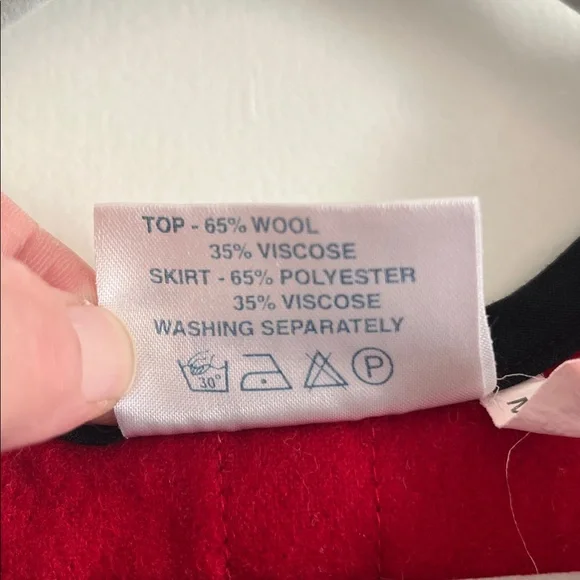 TOP - 65% WOOL
35% VISCOSE
SKIRT - 65% POLYESTER
35% VISCOSE
WASHING SEPARATELY
30° P